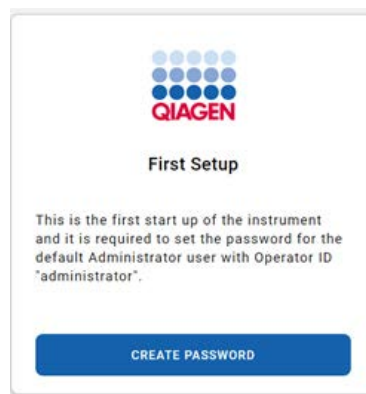 QIAGEN
First Setup
This is the first start up of the instrument
and it is required to set the password for the
default Administrator user with Operator ID
"administrator".
CREATE PASSWORD